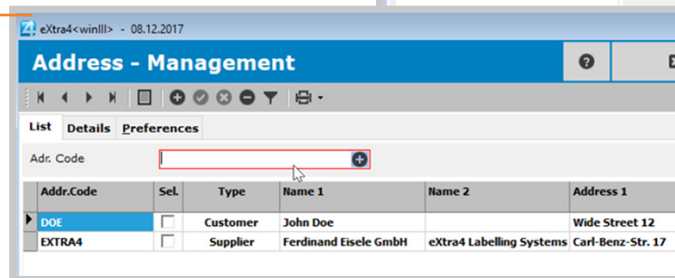 eXtra4<winIII> - 08.12.2017
Address - Management
List Details Preferences
Adr. Code
Addr.Code Sel. Type Name 1 Name 2 Address 1
DOE Customer John Doe Wide Street 12
EXTRA4 Supplier Ferdinand Eisele GmbH eXtra4 Labelling Systems Carl-Benz-Str. 17